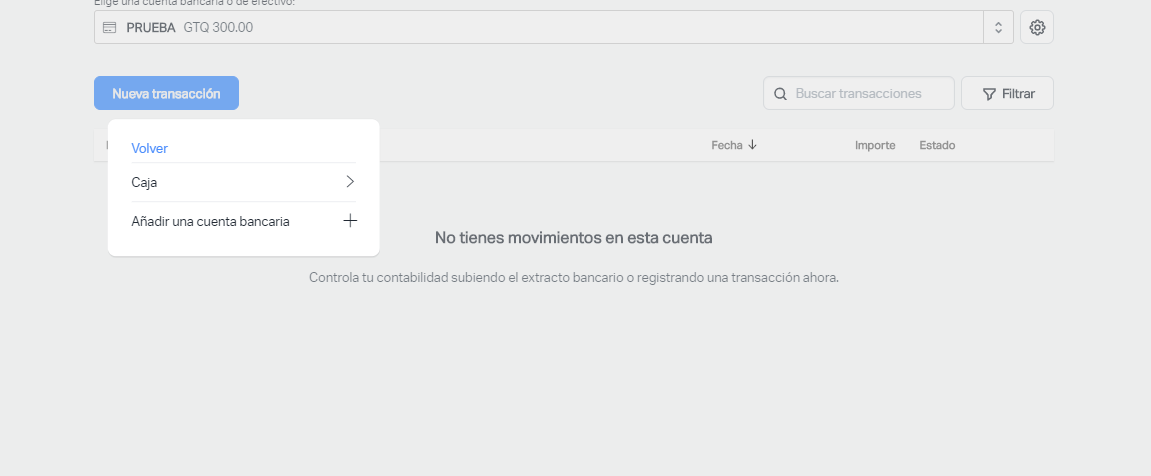 Elige una cuenta bancaria o de efectivo:
PRUEBA GTQ 300.00
Nueva transacción
Buscar transacciones
Filtrar
Volver
Fecha ↓ Importe Estado
Caja
Añadir una cuenta bancaria
No tienes movimientos en esta cuenta
Controla tu contabilidad subiendo el extracto bancario o registrando una transacción ahora.